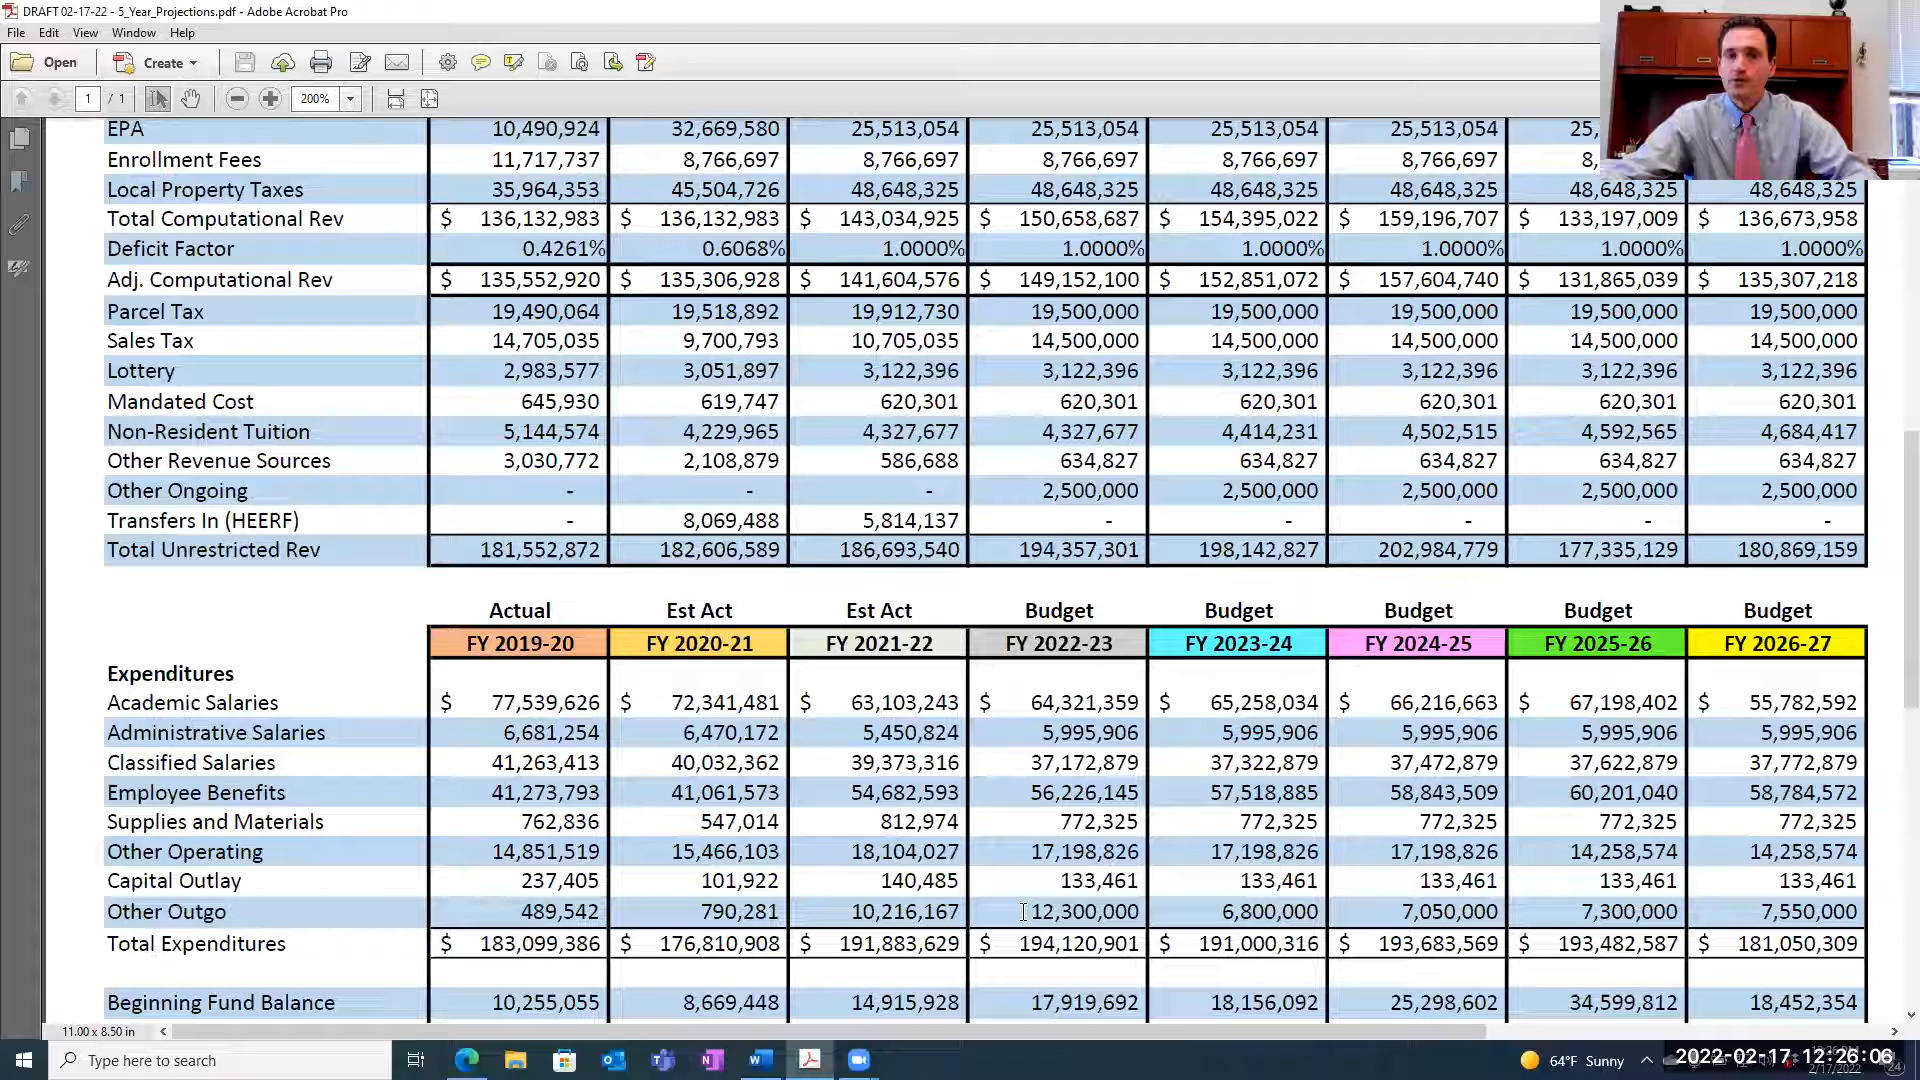 DRAFT 02-17-22 - 5_Year_Projections.pdf - Adobe Acrobat Pro
File Edit View Window Help
Open Create
1 / 1 200%
EPA 10,490,924 32,669,580 25,513,054 25,513,054 25,513,054 25,513,054 25,
Enrollment Fees 11,717,737 8,766,697 8,766,697 8,766,697 8,766,697 8,766,697 8,
Local Property Taxes 35,964,353 45,504,726 48,648,325 48,648,325 48,648,325 48,648,325 48,648,325 48,648,325
Total Computational Rev $ 136,132,983 $ 136,132,983 $ 143,034,925 $ 150,658,687 $ 154,395,022 $ 159,196,707 $ 133,197,009 $ 136,673,958
Deficit Factor 0.4261% 0.6068% 1.0000% 1.0000% 1.0000% 1.0000% 1.0000% 1.0000%
Adj. Computational Rev $ 135,552,920 $ 135,306,928 $ 141,604,576 $ 149,152,100 $ 152,851,072 $ 157,604,740 $ 131,865,039 $ 135,307,218
Parcel Tax 19,490,064 19,518,892 19,912,730 19,500,000 19,500,000 19,500,000 19,500,000 19,500,000
Sales Tax 14,705,035 9,700,793 10,705,035 14,500,000 14,500,000 14,500,000 14,500,000 14,500,000
Lottery 2,983,577 3,051,897 3,122,396 3,122,396 3,122,396 3,122,396 3,122,396 3,122,396
Mandated Cost 645,930 619,747 620,301 620,301 620,301 620,301 620,301 620,301
Non-Resident Tuition 5,144,574 4,229,965 4,327,677 4,327,677 4,414,231 4,502,515 4,592,565 4,684,417
Other Revenue Sources 3,030,772 2,108,879 586,688 634,827 634,827 634,827 634,827 634,827
Other Ongoing - - - 2,500,000 2,500,000 2,500,000 2,500,000 2,500,000
Transfers In (HEERF) - 8,069,488 5,814,137 - - - - -
Total Unrestricted Rev 181,552,872 182,606,589 186,693,540 194,357,301 198,142,827 202,984,779 177,335,129 180,869,159
Actual Est Act Est Act Budget Budget Budget Budget Budget
FY 2019-20 FY 2020-21 FY 2021-22 FY 2022-23 FY 2023-24 FY 2024-25 FY 2025-26 FY 2026-27
Expenditures
Academic Salaries $ 77,539,626 $ 72,341,481 $ 63,103,243 $ 64,321,359 $ 65,258,034 $ 66,216,663 $ 67,198,402 $ 55,782,592
Administrative Salaries 6,681,254 6,470,172 5,450,824 5,995,906 5,995,906 5,995,906 5,995,906 5,995,906
Classified Salaries 41,263,413 40,032,362 39,373,316 37,172,879 37,322,879 37,472,879 37,622,879 37,772,879
Employee Benefits 41,273,793 41,061,573 54,682,593 56,226,145 57,518,885 58,843,509 60,201,040 58,784,572
Supplies and Materials 762,836 547,014 812,974 772,325 772,325 772,325 772,325 772,325
Other Operating 14,851,519 15,466,103 18,104,027 17,198,826 17,198,826 17,198,826 14,258,574 14,258,574
Capital Outlay 237,405 101,922 140,485 133,461 133,461 133,461 133,461 133,461
Other Outgo 489,542 790,281 10,216,167 12,300,000 6,800,000 7,050,000 7,300,000 7,550,000
Total Expenditures $ 183,099,386 $ 176,810,908 $ 191,883,629 $ 194,120,901 $ 191,000,316 $ 193,683,569 $ 193,482,587 $ 181,050,309
Beginning Fund Balance 10,255,055 8,669,448 14,915,928 17,919,692 18,156,092 25,298,602 34,599,812 18,452,354
11.00 x 8.50 in
Type here to search
64°F Sunny
2022-02-17, 12:26:06
2/17/2022